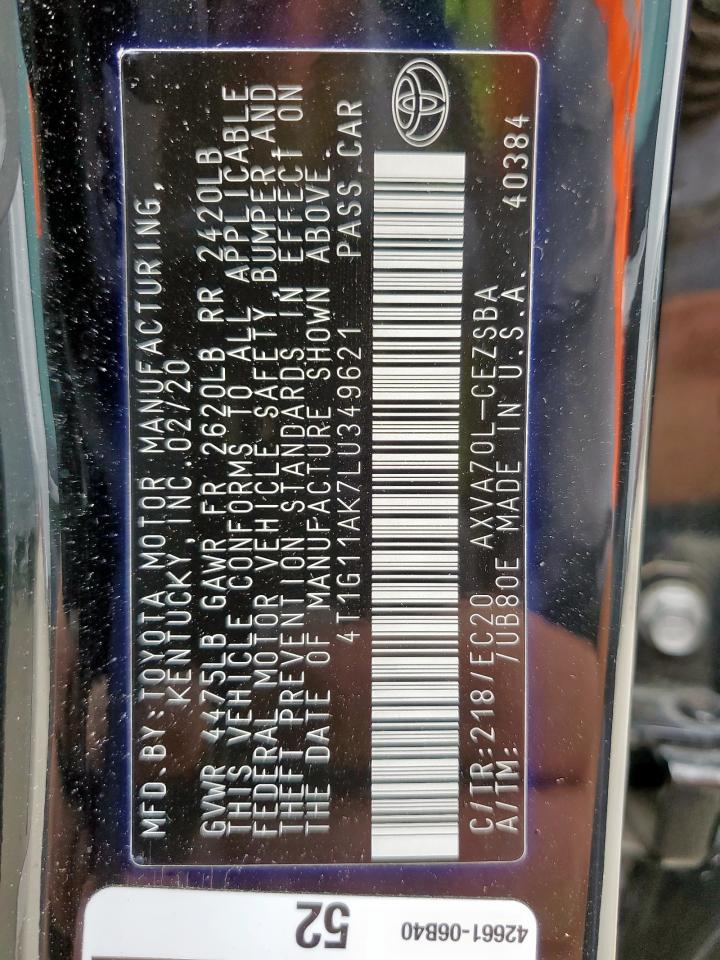 MFD.BY:TOYOTA MOTOR MANUFACTURING,
KENTUCKY,INC.02/20
GVWR 4475LB GAWR FR 2620LB RR 2420LB
THIS VEHICLE CONFORMS TO ALL APPLICABLE
FEDERAL MOTOR VEHICLE SAFETY,BUMPER AND
THEFT PREVENTION STANDARDS IN EFFECT ON
THE DATE OF MANUFACTURE SHOWN ABOVE.
4T1G11AK7LU349621 PASS.CAR
C/TR:218/EC20 AXVA70L-CEZSBA
A/TM: /UB80E MADE IN U.S.A. 40384
52
42661-06B40